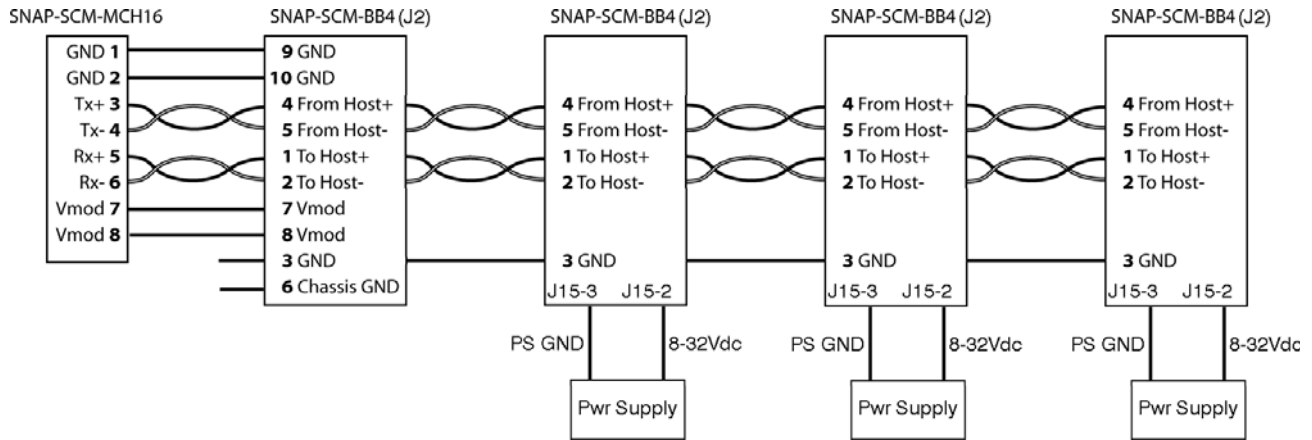 SNAP-SCM-MCH16
GND 1
GND 2
Tx+ 3
Tx- 4
Rx+ 5
Rx- 6
Vmod 7
Vmod 8
SNAP-SCM-BB4 (J2)
9 GND
10 GND
4 From Host+
5 From Host-
1 To Host+
2 To Host-
7 Vmod
8 Vmod
3 GND
6 Chassis GND
SNAP-SCM-BB4 (J2)
4 From Host+
5 From Host-
1 To Host+
2 To Host-
3 GND
J15-3 J15-2
PS GND 8-32Vdc
Pwr Supply
SNAP-SCM-BB4 (J2)
4 From Host+
5 From Host-
1 To Host+
2 To Host-
3 GND
J15-3 J15-2
PS GND 8-32Vdc
Pwr Supply
SNAP-SCM-BB4 (J2)
4 From Host+
5 From Host-
1 To Host+
2 To Host-
3 GND
J15-3 J15-2
PS GND 8-32Vdc
Pwr Supply